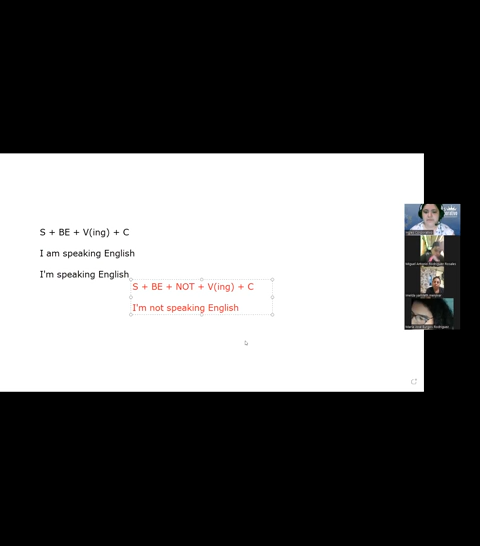 S + BE + V(ing) + C
I am speaking English
I'm speaking English
S + BE + NOT + V(ing) + C
I'm not speaking English